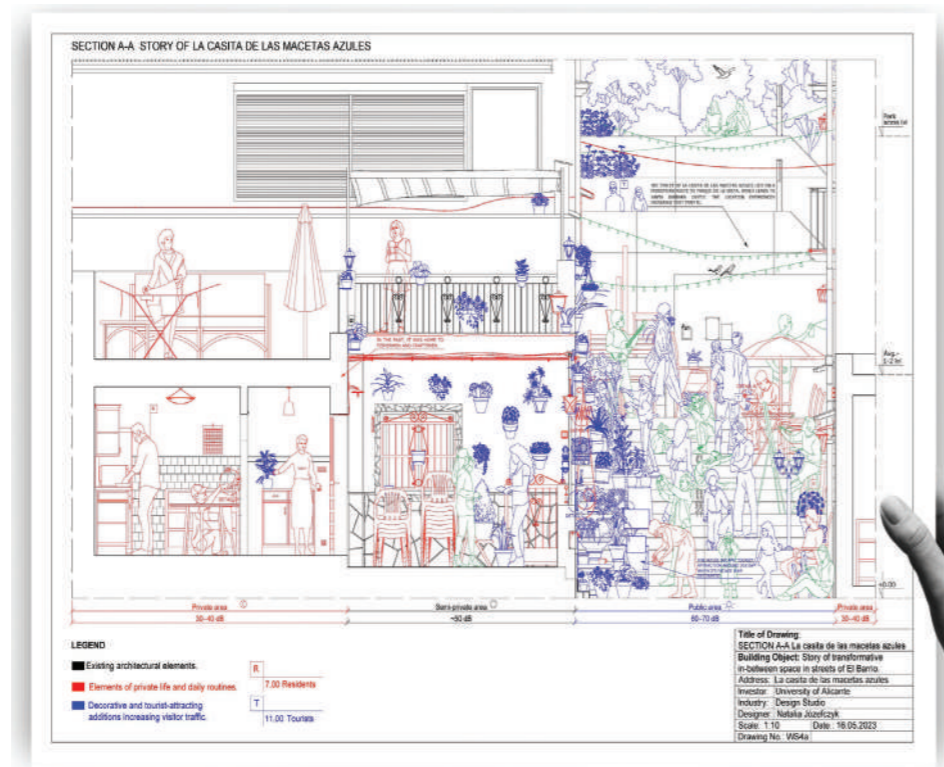 SECTION A-A STORY OF LA CASITA DE LAS MACETAS AZULES
IN THE PAST, IT WAS HOME TO
FISHERMEN AND CRAFTSMEN.
Private area
30-40 dB
Semi-private area
~50 dB
Public area
60-70 dB
Private area
30-40 dB
±0.00
LEGEND
Existing architectural elements.
Elements of private life and daily routines.
Decorative and tourist-attracting
additions increasing visitor traffic.
R
7.00 Residents
T
11.00 Tourists
Title of Drawing:
SECTION A-A La casita de las macetas azules
Building Object: Story of transformative
in-between space in streets of El Barrio.
Address: La casita de las macetas azules
Investor: University of Alicante
Industry: Design Studio
Designer: Natalia Józefczyk
Scale: 1:10 Date: 16.05.2023
Drawing No. WS4a